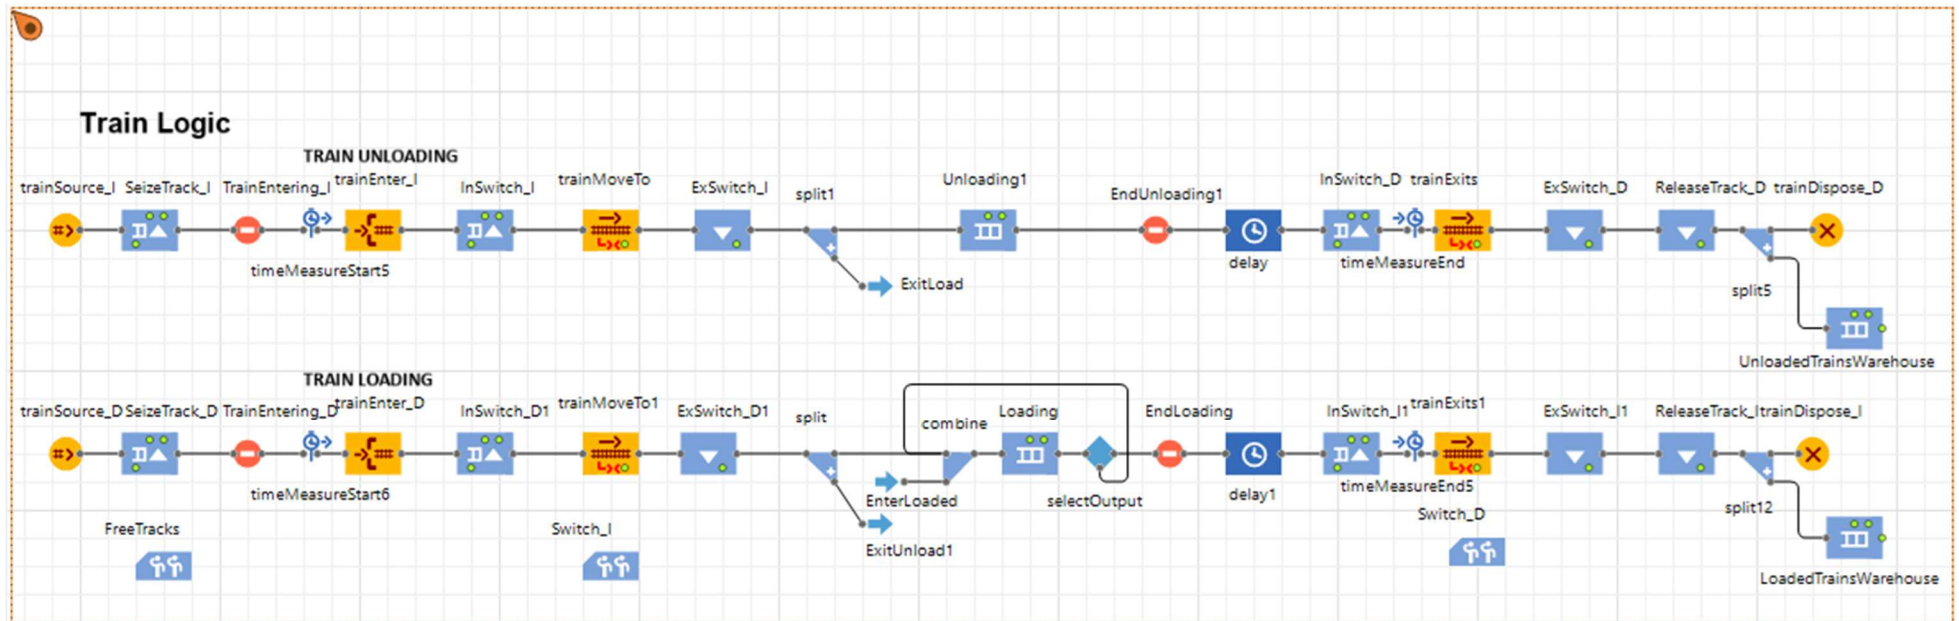 Train Logic
TRAIN UNLOADING
trainSource_I SeizeTrack_I TrainEntering_I trainEnter_I InSwitch_I trainMoveTo ExSwitch_I split1 Unloading1 EndUnloading1 InSwitch_D trainExits ExSwitch_D ReleaseTrack_D trainDispose_D
timeMeasureStart5 delay timeMeasureEnd
ExitLoad split5
UnloadedTrainsWarehouse
TRAIN LOADING
trainSource_D SeizeTrack_D TrainEntering_D trainEnter_D InSwitch_D1 trainMoveTo1 ExSwitch_D1 split combine Loading EndLoading InSwitch_I1 trainExits1 ExSwitch_I1 ReleaseTrack_I trainDispose_I
timeMeasureStart6 EnterLoaded selectOutput delay1 timeMeasureEnd5
FreeTracks Switch_I Switch_D split12
ExitUnload1
LoadedTrainsWarehouse